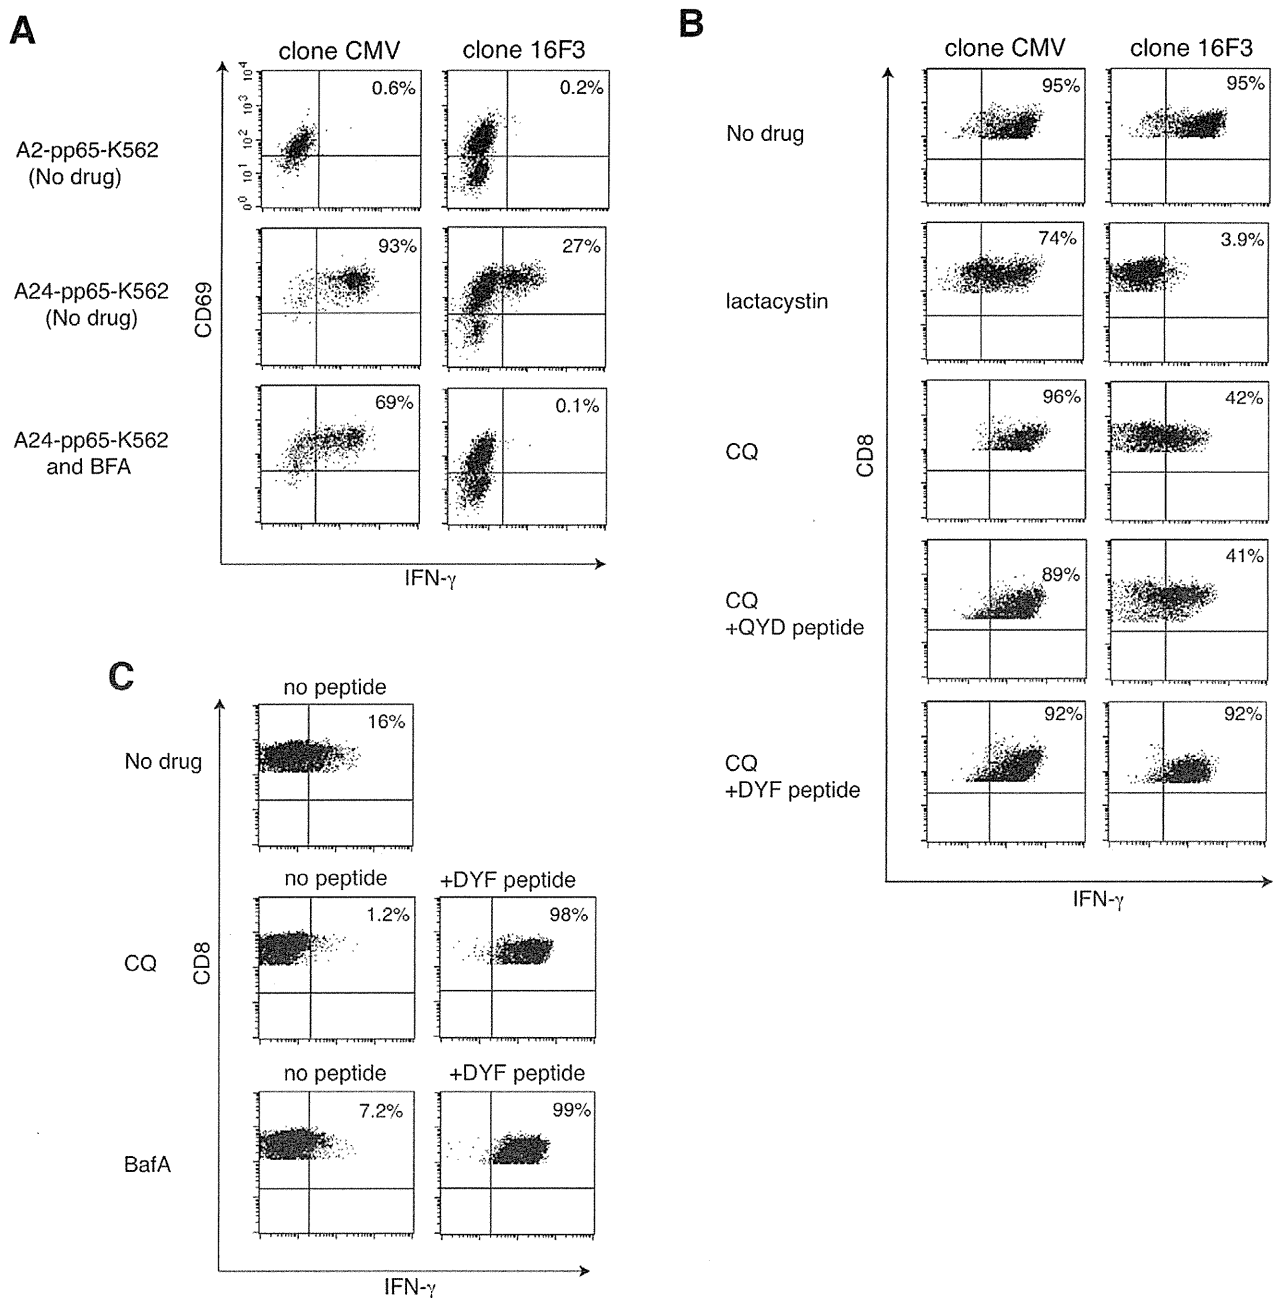 A
clone CMV
clone 16F3
A2-pp65-K562
(No drug)
10^4
10^3
10^2
10^1
10^0
0.6%
0.2%
A24-pp65-K562
(No drug)
93%
27%
A24-pp65-K562
and BFA
69%
0.1%
CD69
IFN-γ
B
clone CMV
clone 16F3
No drug
95%
95%
lactacystin
74%
3.9%
CQ
96%
42%
CQ
+QYD peptide
89%
41%
CQ
+DYF peptide
92%
92%
CD8
IFN-γ
C
no peptide
No drug
16%
no peptide
+DYF peptide
CQ
1.2%
98%
no peptide
+DYF peptide
BafA
7.2%
99%
CD8
IFN-γ